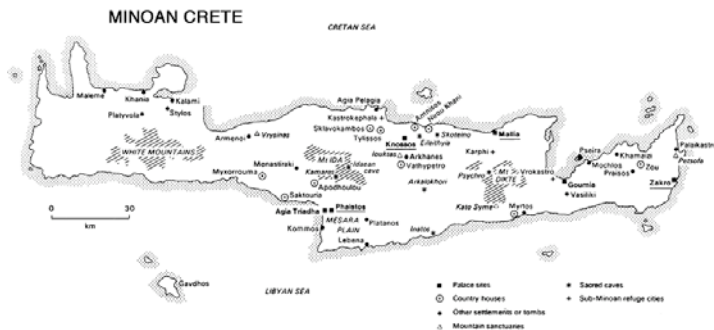 MINOAN CRETE
CRETAN SEA
Maleme
Khania
Kalami
Platyvola
Stylos
Armenoi
Vrysinas
WHITE MOUNTAINS
Agia Pelagia
Kastrokephala
Sklavokambos
Tylissos
Amnisos
Nirou Khani
Knossos
Eileithyia
Skoteino
Mallia
Iouktas
Arkhanes
Vathypetro
Karphi
Monastiraki
Mt IDA
Kamares
Idaean cave
Myxorrouma
Apodhoulou
Saktouria
Arkalokhori
Psychro
Mt DIKTE
Vrokastro
Pseira
Mochlos
Khamaizi
Zou
Praisos
Palaikastro
Petsofa
Zakro
Gournia
Vasiliki
Agia Triadha
Phaistos
MESARA PLAIN
Platanos
Kommos
Lebena
Inatos
Kato Syme
Myrtos
0 30
km
Gavdhos
LIBYAN SEA
Palace sites
Country houses
Other settlements or tombs
Mountain sanctuaries
Sacred caves
Sub-Minoan refuge cities